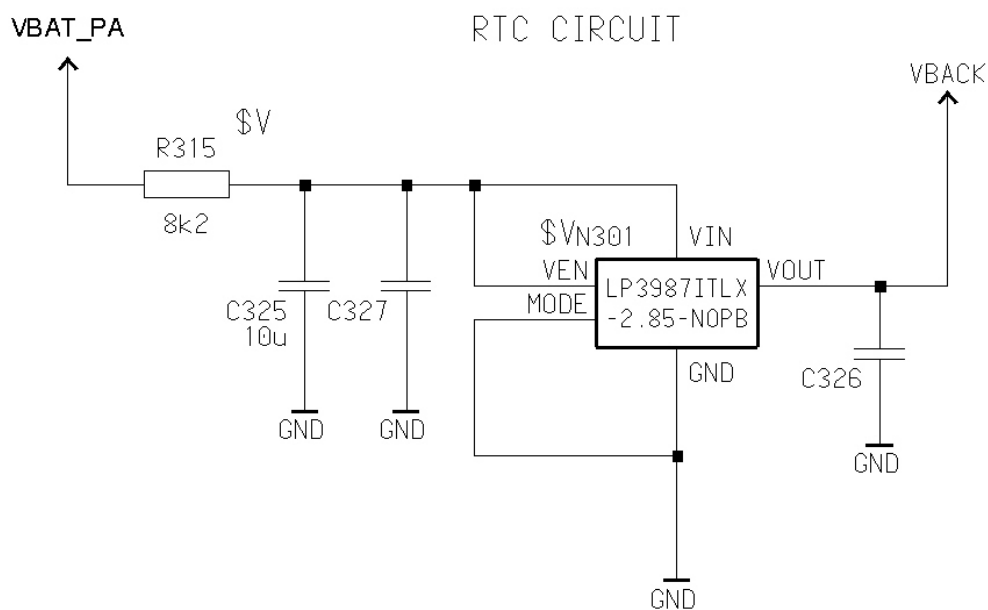 RTC CIRCUIT
VBAT_PA
VBACK
$V
R315
8k2
$V
N301
VIN
VEN
VOUT
MODE
LP3987ITLX
-2.85-NOPB
C325
10u
C327
GND
C326
GND
GND
GND
GND